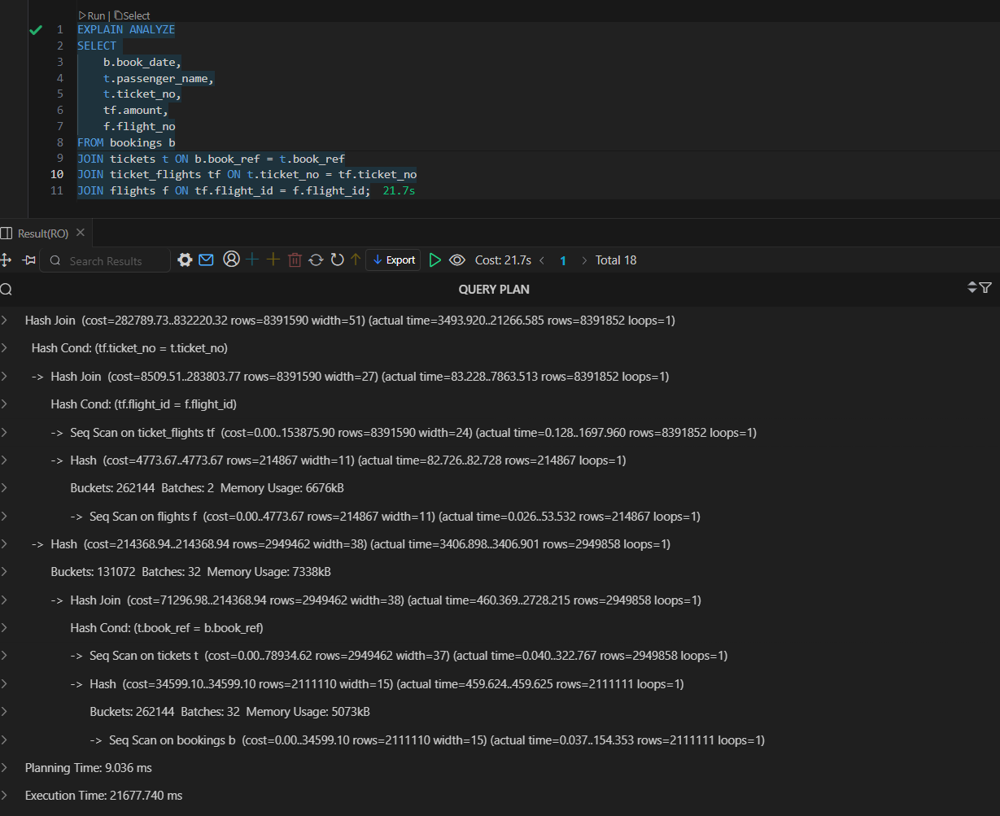 Run | Select
1 EXPLAIN ANALYZE
2 SELECT
3 b.book_date,
4 t.passenger_name,
5 t.ticket_no,
6 tf.amount,
7 f.flight_no
8 FROM bookings b
9 JOIN tickets t ON b.book_ref = t.book_ref
10 JOIN ticket_flights tf ON t.ticket_no = tf.ticket_no
11 JOIN flights f ON tf.flight_id = f.flight_id; 21.7s
Result(RO)
Search Results Export Cost: 21.7s < 1 > Total 18
QUERY PLAN
Hash Join (cost=282789.73..832220.32 rows=8391590 width=51) (actual time=3493.920..21266.585 rows=8391852 loops=1)
Hash Cond: (tf.ticket_no = t.ticket_no)
-> Hash Join (cost=8509.51..283803.77 rows=8391590 width=27) (actual time=83.228..7863.513 rows=8391852 loops=1)
Hash Cond: (tf.flight_id = f.flight_id)
-> Seq Scan on ticket_flights tf (cost=0.00..153875.90 rows=8391590 width=24) (actual time=0.128..1697.960 rows=8391852 loops=1)
-> Hash (cost=4773.67..4773.67 rows=214867 width=11) (actual time=82.726..82.728 rows=214867 loops=1)
Buckets: 262144 Batches: 2 Memory Usage: 6676kB
-> Seq Scan on flights f (cost=0.00..4773.67 rows=214867 width=11) (actual time=0.026..53.532 rows=214867 loops=1)
-> Hash (cost=214368.94..214368.94 rows=2949462 width=38) (actual time=3406.898..3406.901 rows=2949858 loops=1)
Buckets: 131072 Batches: 32 Memory Usage: 7338kB
-> Hash Join (cost=71296.98..214368.94 rows=2949462 width=38) (actual time=460.369..2728.215 rows=2949858 loops=1)
Hash Cond: (t.book_ref = b.book_ref)
-> Seq Scan on tickets t (cost=0.00..78934.62 rows=2949462 width=37) (actual time=0.040..322.767 rows=2949858 loops=1)
-> Hash (cost=34599.10..34599.10 rows=2111110 width=15) (actual time=459.624..459.625 rows=2111111 loops=1)
Buckets: 262144 Batches: 32 Memory Usage: 5073kB
-> Seq Scan on bookings b (cost=0.00..34599.10 rows=2111110 width=15) (actual time=0.037..154.353 rows=2111111 loops=1)
Planning Time: 9.036 ms
Execution Time: 21677.740 ms